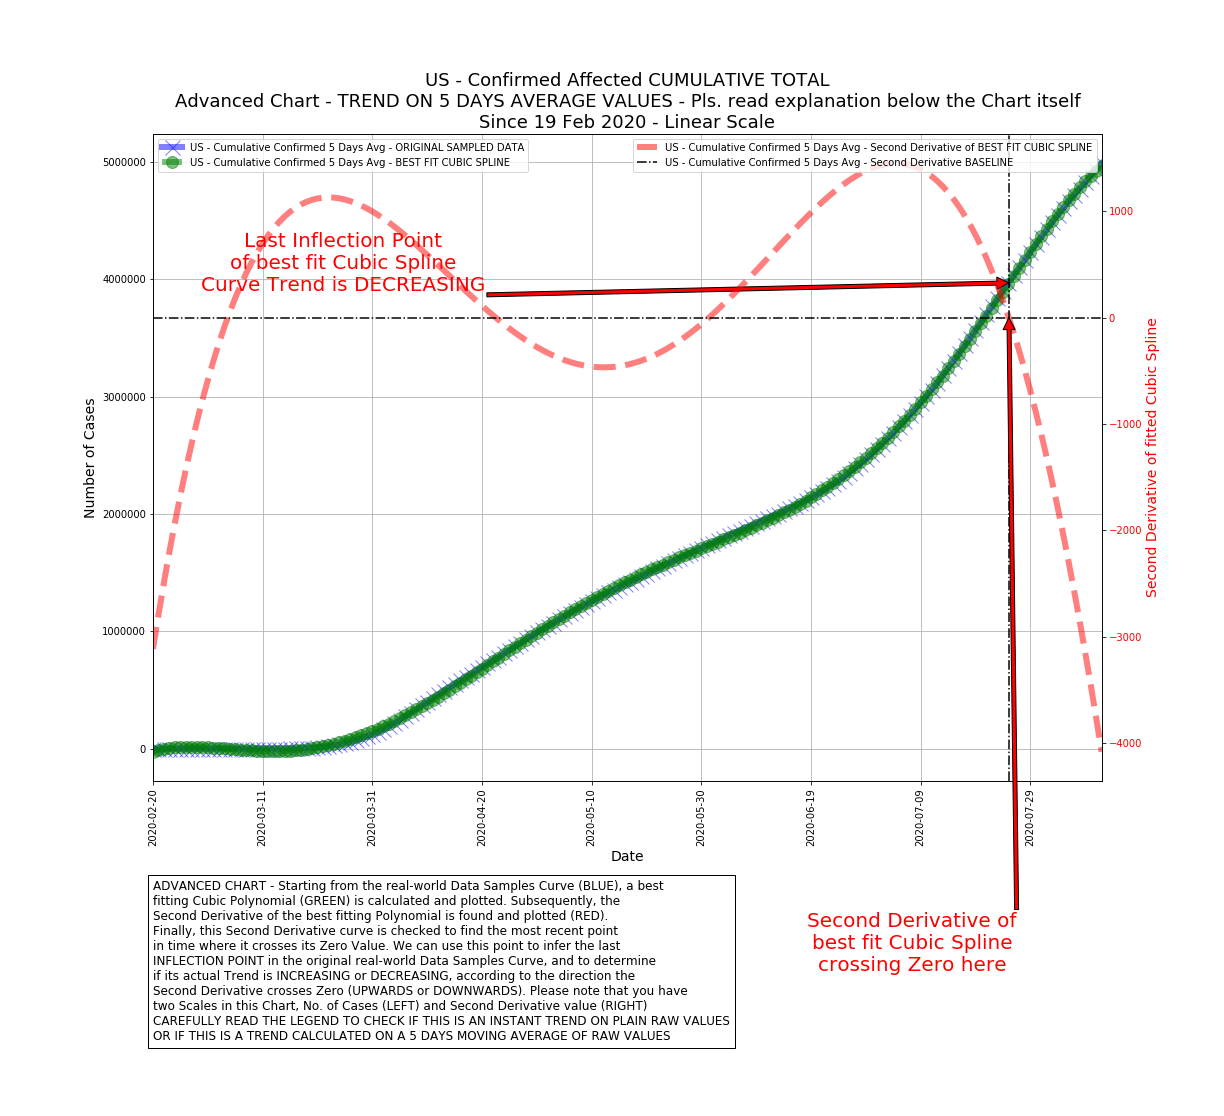 US - Confirmed Affected CUMULATIVE TOTAL
Advanced Chart - TREND ON 5 DAYS AVERAGE VALUES - Pls. read explanation below the Chart itself
Since 19 Feb 2020 - Linear Scale
US - Cumulative Confirmed 5 Days Avg - ORIGINAL SAMPLED DATA
US - Cumulative Confirmed 5 Days Avg - BEST FIT CUBIC SPLINE
US - Cumulative Confirmed 5 Days Avg - Second Derivative of BEST FIT CUBIC SPLINE
US - Cumulative Confirmed 5 Days Avg - Second Derivative BASELINE
Last Inflection Point
of best fit Cubic Spline
Curve Trend is DECREASING
Number of Cases
5000000
4000000
3000000
2000000
1000000
0
1000
0
−1000
−2000
−3000
−4000
Second Derivative of fitted Cubic Spline
2020-02-20
2020-03-11
2020-03-31
2020-04-20
2020-05-10
2020-05-30
2020-06-19
2020-07-09
2020-07-29
Date
Second Derivative of
best fit Cubic Spline
crossing Zero here
ADVANCED CHART - Starting from the real-world Data Samples Curve (BLUE), a best
fitting Cubic Polynomial (GREEN) is calculated and plotted. Subsequently, the
Second Derivative of the best fitting Polynomial is found and plotted (RED).
Finally, this Second Derivative curve is checked to find the most recent point
in time where it crosses its Zero Value. We can use this point to infer the last
INFLECTION POINT in the original real-world Data Samples Curve, and to determine
if its actual Trend is INCREASING or DECREASING, according to the direction the
Second Derivative crosses Zero (UPWARDS or DOWNWARDS). Please note that you have
two Scales in this Chart, No. of Cases (LEFT) and Second Derivative value (RIGHT)
CAREFULLY READ THE LEGEND TO CHECK IF THIS IS AN INSTANT TREND ON PLAIN RAW VALUES
OR IF THIS IS A TREND CALCULATED ON A 5 DAYS MOVING AVERAGE OF RAW VALUES